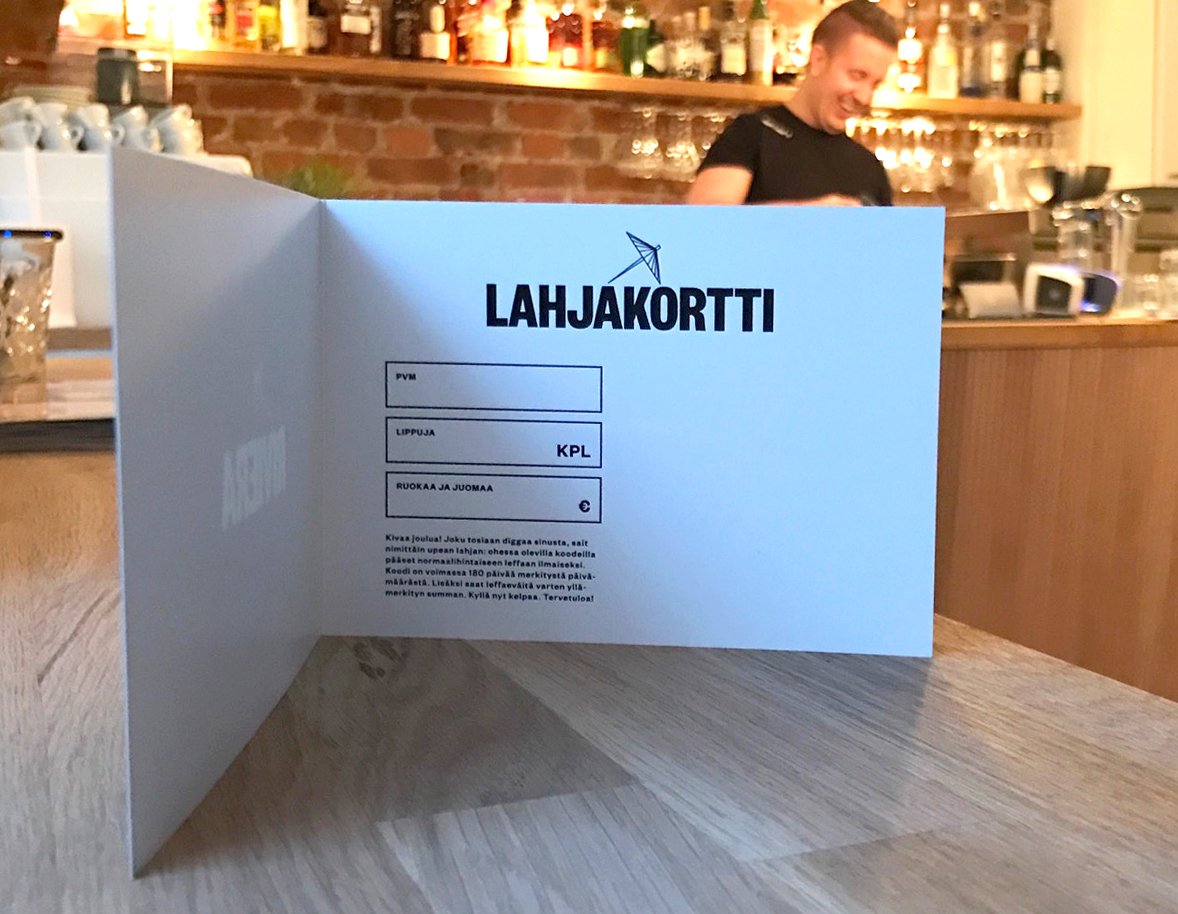 LAHJAKORTTI
PVM
LIPPUJA
KPL
RUOKAA JA JUOMAA
€
Kivaa joulua! Joku tosiaan diggaa sinusta, sait
nimittäin upean lahjan: ohessa olevilla koodeilla
pääset normaalihintaiseen leffaan ilmaiseksi.
Koodi on voimassa 180 päivää merkitystä päivä-
määrästä. Lisäksi saat leffaeväitä varten yllä-
merkityn summan. Kyllä nyt kelpaa. Tervetuloa!